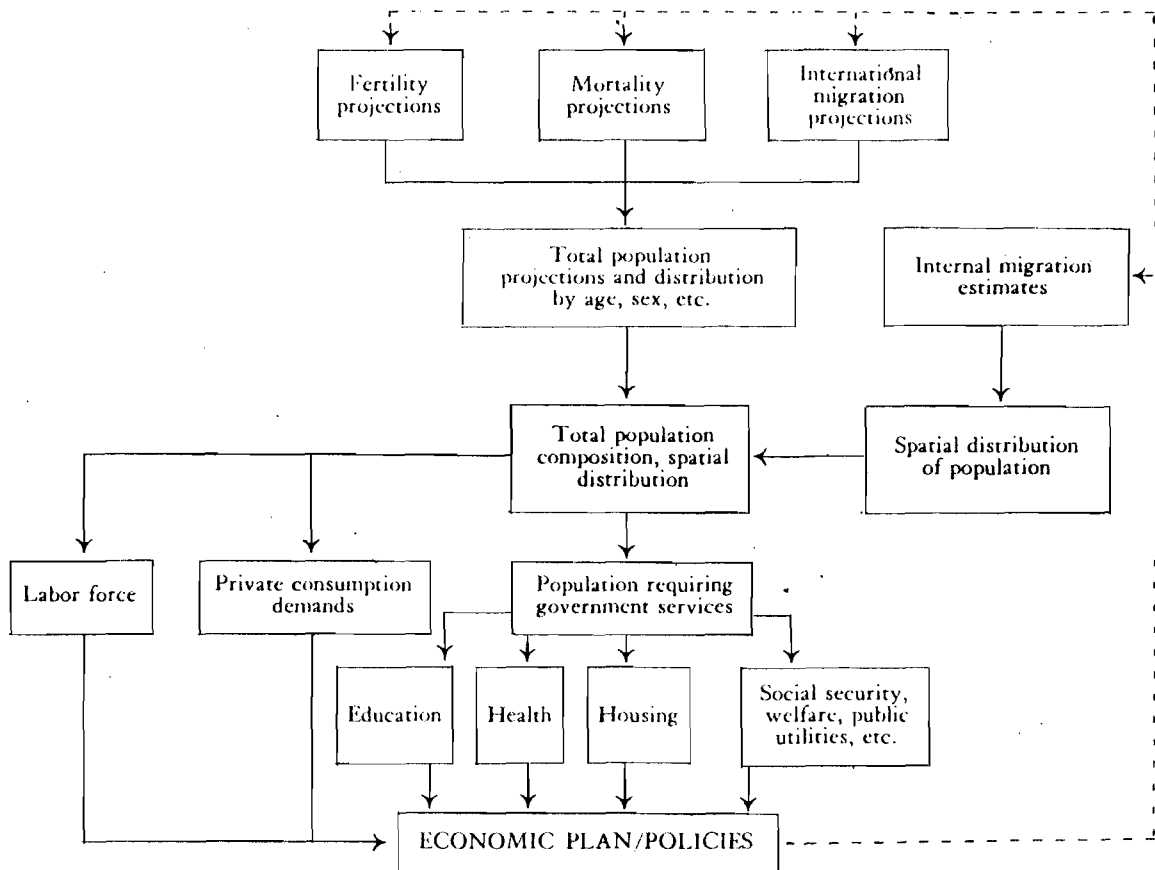 Fertility
projections
Mortality
projections
International
migration
projections
Total population
projections and distribution
by age, sex, etc.
Internal migration
estimates
Total population
composition, spatial
distribution
Spatial distribution
of population
Labor force
Private consumption
demands
Population requiring
government services
Education
Health
Housing
Social security,
welfare, public
utilities, etc.
ECONOMIC PLAN/POLICIES